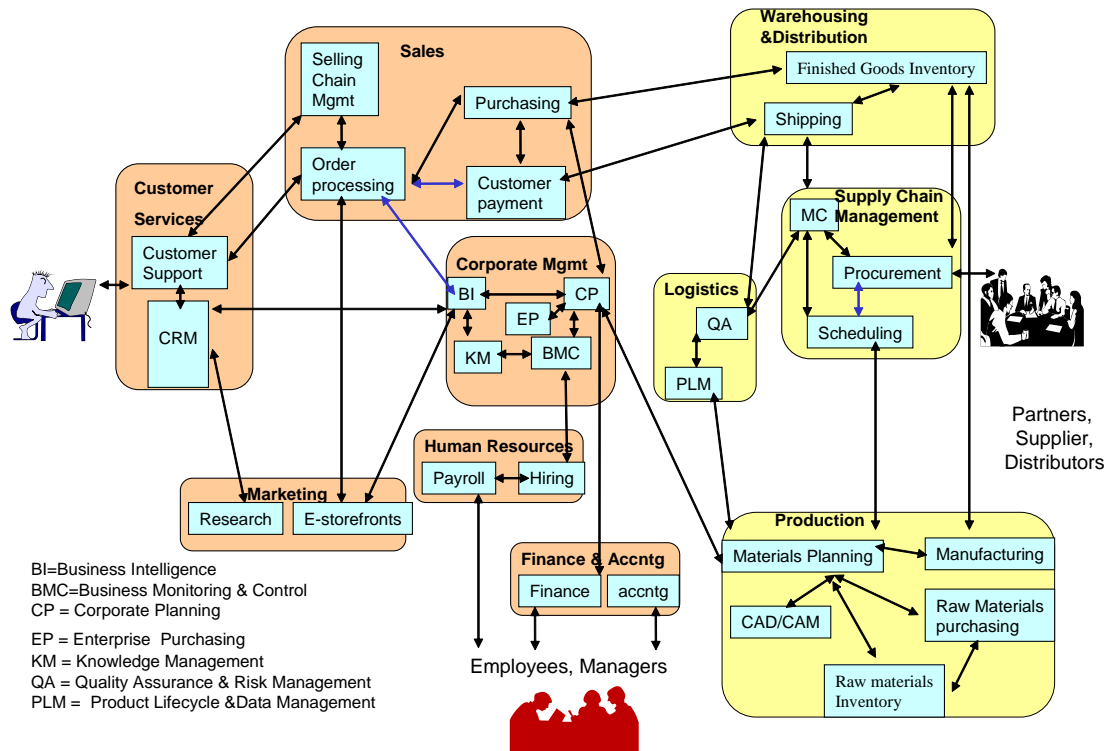 Sales
Selling
Chain
Mgmt
Purchasing
Order
processing
Customer
payment
Warehousing
&Distribution
Finished Goods Inventory
Shipping
Customer
Services
Customer
Support
CRM
Corporate Mgmt
BI
CP
EP
KM
BMC
Supply Chain
Management
MC
Procurement
Scheduling
Logistics
QA
PLM
Partners,
Supplier,
Distributors
Human Resources
Payroll
Hiring
Marketing
Research
E-storefronts
Finance & Accntg
Finance
accntg
Employees, Managers
Production
Materials Planning
Manufacturing
CAD/CAM
Raw Materials
purchasing
Raw materials
Inventory
BI=Business Intelligence
BMC=Business Monitoring & Control
CP = Corporate Planning
EP = Enterprise Purchasing
KM = Knowledge Management
QA = Quality Assurance & Risk Management
PLM = Product Lifecycle &Data Management